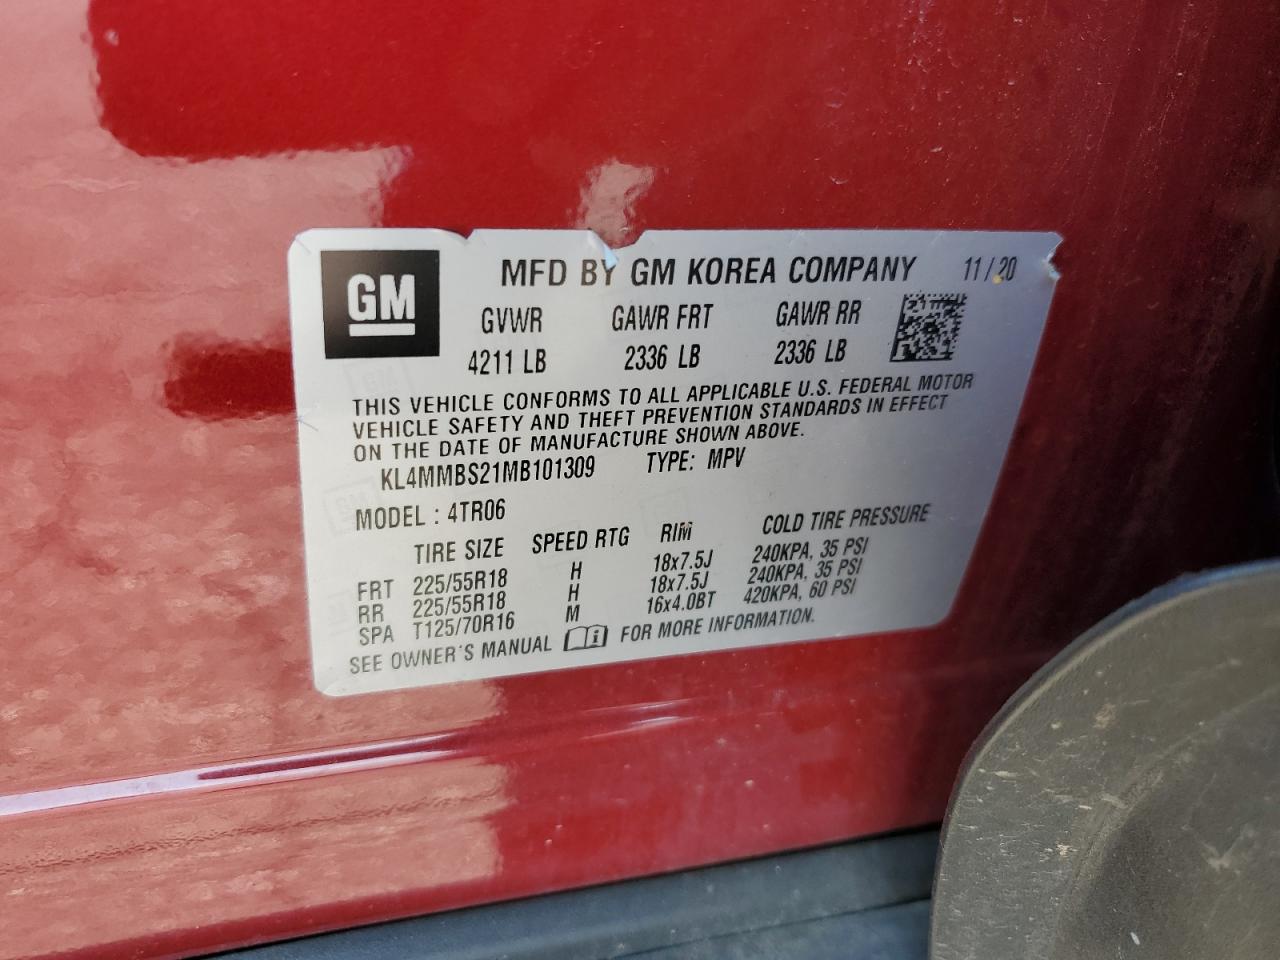 GM MFD BY GM KOREA COMPANY 11/20
GVWR GAWR FRT GAWR RR
4211 LB 2336 LB 2336 LB
THIS VEHICLE CONFORMS TO ALL APPLICABLE U.S. FEDERAL MOTOR
VEHICLE SAFETY AND THEFT PREVENTION STANDARDS IN EFFECT
ON THE DATE OF MANUFACTURE SHOWN ABOVE.
KL4MMBS21MB101309 TYPE: MPV
MODEL : 4TR06
TIRE SIZE SPEED RTG RIM COLD TIRE PRESSURE
FRT 225/55R18 H 18x7.5J 240KPA, 35 PSI
RR 225/55R18 H 18x7.5J 240KPA, 35 PSI
SPA T125/70R16 M 16x4.0BT 420KPA, 60 PSI
SEE OWNER'S MANUAL i FOR MORE INFORMATION.